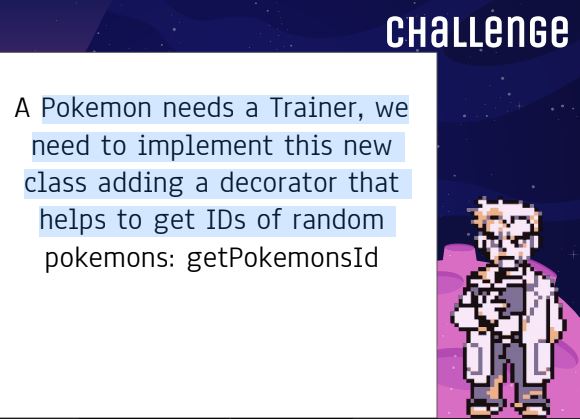 CHALLENGE
A Pokemon needs a Trainer, we
need to implement this new
class adding a decorator that
helps to get IDs of random
pokemons: getPokemonsId